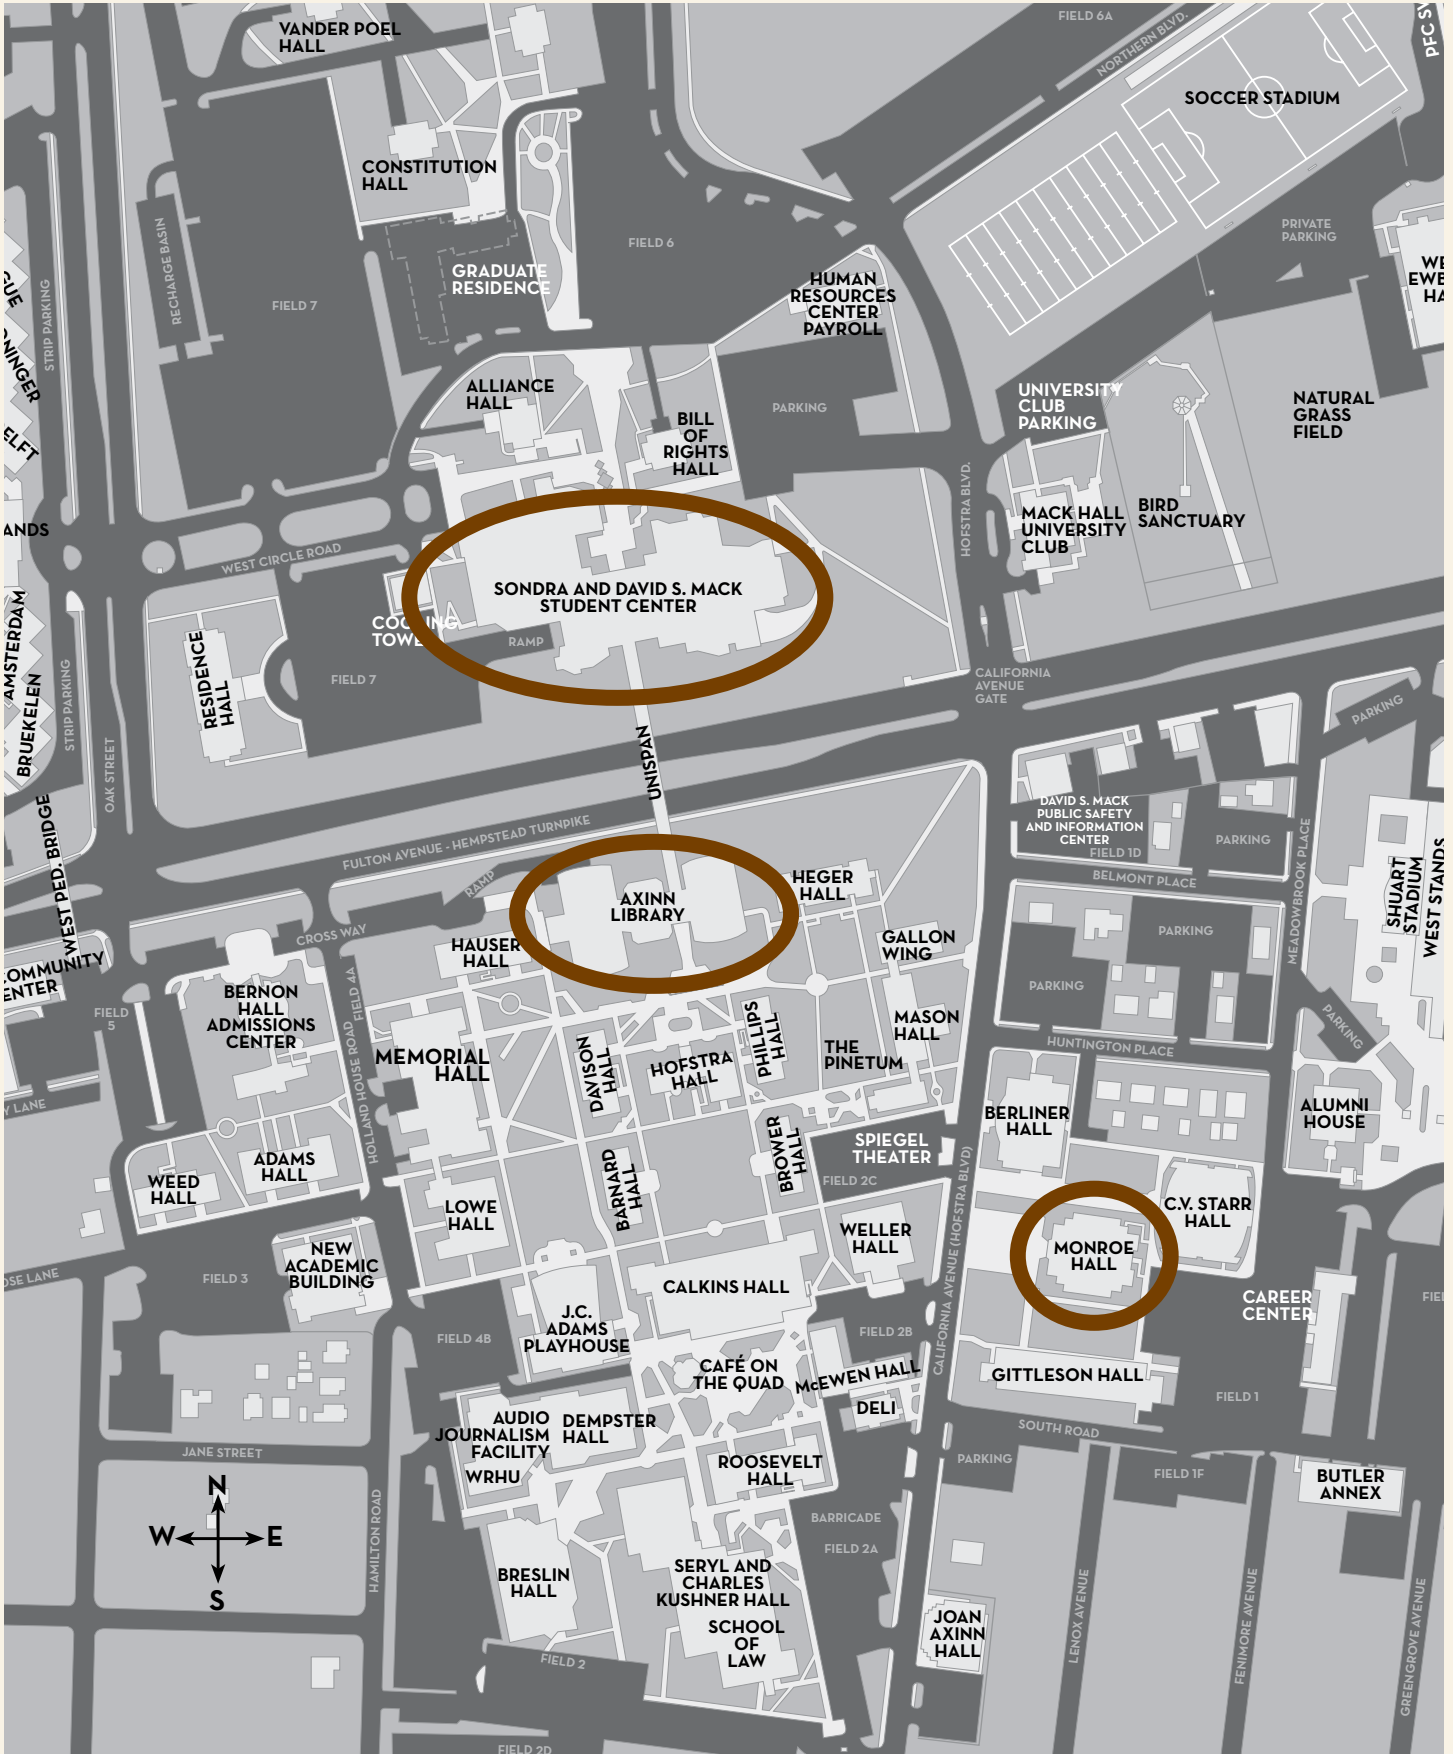 VANDER POEL
HALL
FIELD 6A
NORTHERN BLVD.
SOCCER STADIUM
CONSTITUTION
HALL
RECHARGE BASIN
STRIP PARKING
FIELD 7
GRADUATE
RESIDENCE
FIELD 6
HUMAN
RESOURCES
CENTER
PAYROLL
PRIVATE
PARKING
ALLIANCE
HALL
BILL
OF
RIGHTS
HALL
PARKING
UNIVERSITY
CLUB
PARKING
NATURAL
GRASS
FIELD
HOFSTRA BLVD.
MACK HALL
UNIVERSITY
CLUB
BIRD
SANCTUARY
WEST CIRCLE ROAD
SONDRA AND DAVID S. MACK
STUDENT CENTER
COOLING
RAMP
AMSTERDAM
BRUEKELEN
STRIP PARKING
RESIDENCE
HALL
FIELD 7
CALIFORNIA
AVENUE
GATE
OAK STREET
UNISPAN
PARKING
WEST PED. BRIDGE
FULTON AVENUE - HEMPSTEAD TURNPIKE
DAVID S. MACK
PUBLIC SAFETY
AND INFORMATION
CENTER
FIELD 1D
PARKING
BELMONT PLACE
MEADOWBROOK PLACE
SHUART
STADIUM
WEST STANDS
RAMP
AXINN
LIBRARY
HEGER
HALL
CROSS WAY
HAUSER
HALL
GALLON
WING
PARKING
PARKING
FIELD
5
BERNON
HALL
ADMISSIONS
CENTER
FIELD 4A
HOLLAND HOUSE ROAD
MEMORIAL
HALL
DAVISON
HALL
HOFSTRA
HALL
PHILLIPS
HALL
THE
PINETUM
MASON
HALL
HUNTINGTON PLACE
PARKING
BERLINER
HALL
ALUMNI
HOUSE
WEED
HALL
ADAMS
HALL
BROWER
HALL
SPIEGEL
THEATER
FIELD 2C
BARNARD
HALL
LOWE
HALL
WELLER
HALL
CALIFORNIA AVENUE (HOFSTRA BLVD)
C.V. STARR
HALL
MONROE
HALL
NEW
ACADEMIC
BUILDING
FIELD 3
CALKINS HALL
CAREER
CENTER
J.C.
ADAMS
PLAYHOUSE
FIELD 4B
FIELD 2B
CAFÉ ON
THE QUAD
McEWEN HALL
DELI
GITTLESON HALL
FIELD 1
SOUTH ROAD
AUDIO
JOURNALISM
FACILITY
WRHU
DEMPSTER
HALL
ROOSEVELT
HALL
PARKING
FIELD 1F
BUTLER
ANNEX
JANE STREET
N
W
E
S
HAMILTON ROAD
BARRICADE
FIELD 2A
BRESLIN
HALL
SERYL AND
CHARLES
KUSHNER HALL
SCHOOL
OF
LAW
JOAN
AXINN
HALL
LENOX AVENUE
FENIMORE AVENUE
GREENGROVE AVENUE
FIELD 2
FIELD 2D